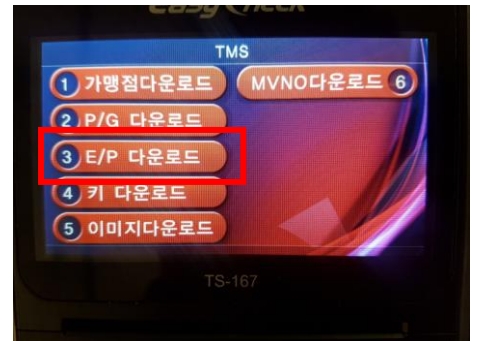 Easy Check
TMS
1 가맹점다운로드
MVNO다운로드 6
2 P/G 다운로드
3 E/P 다운로드
4 키 다운로드
5 이미지다운로드
TS-167